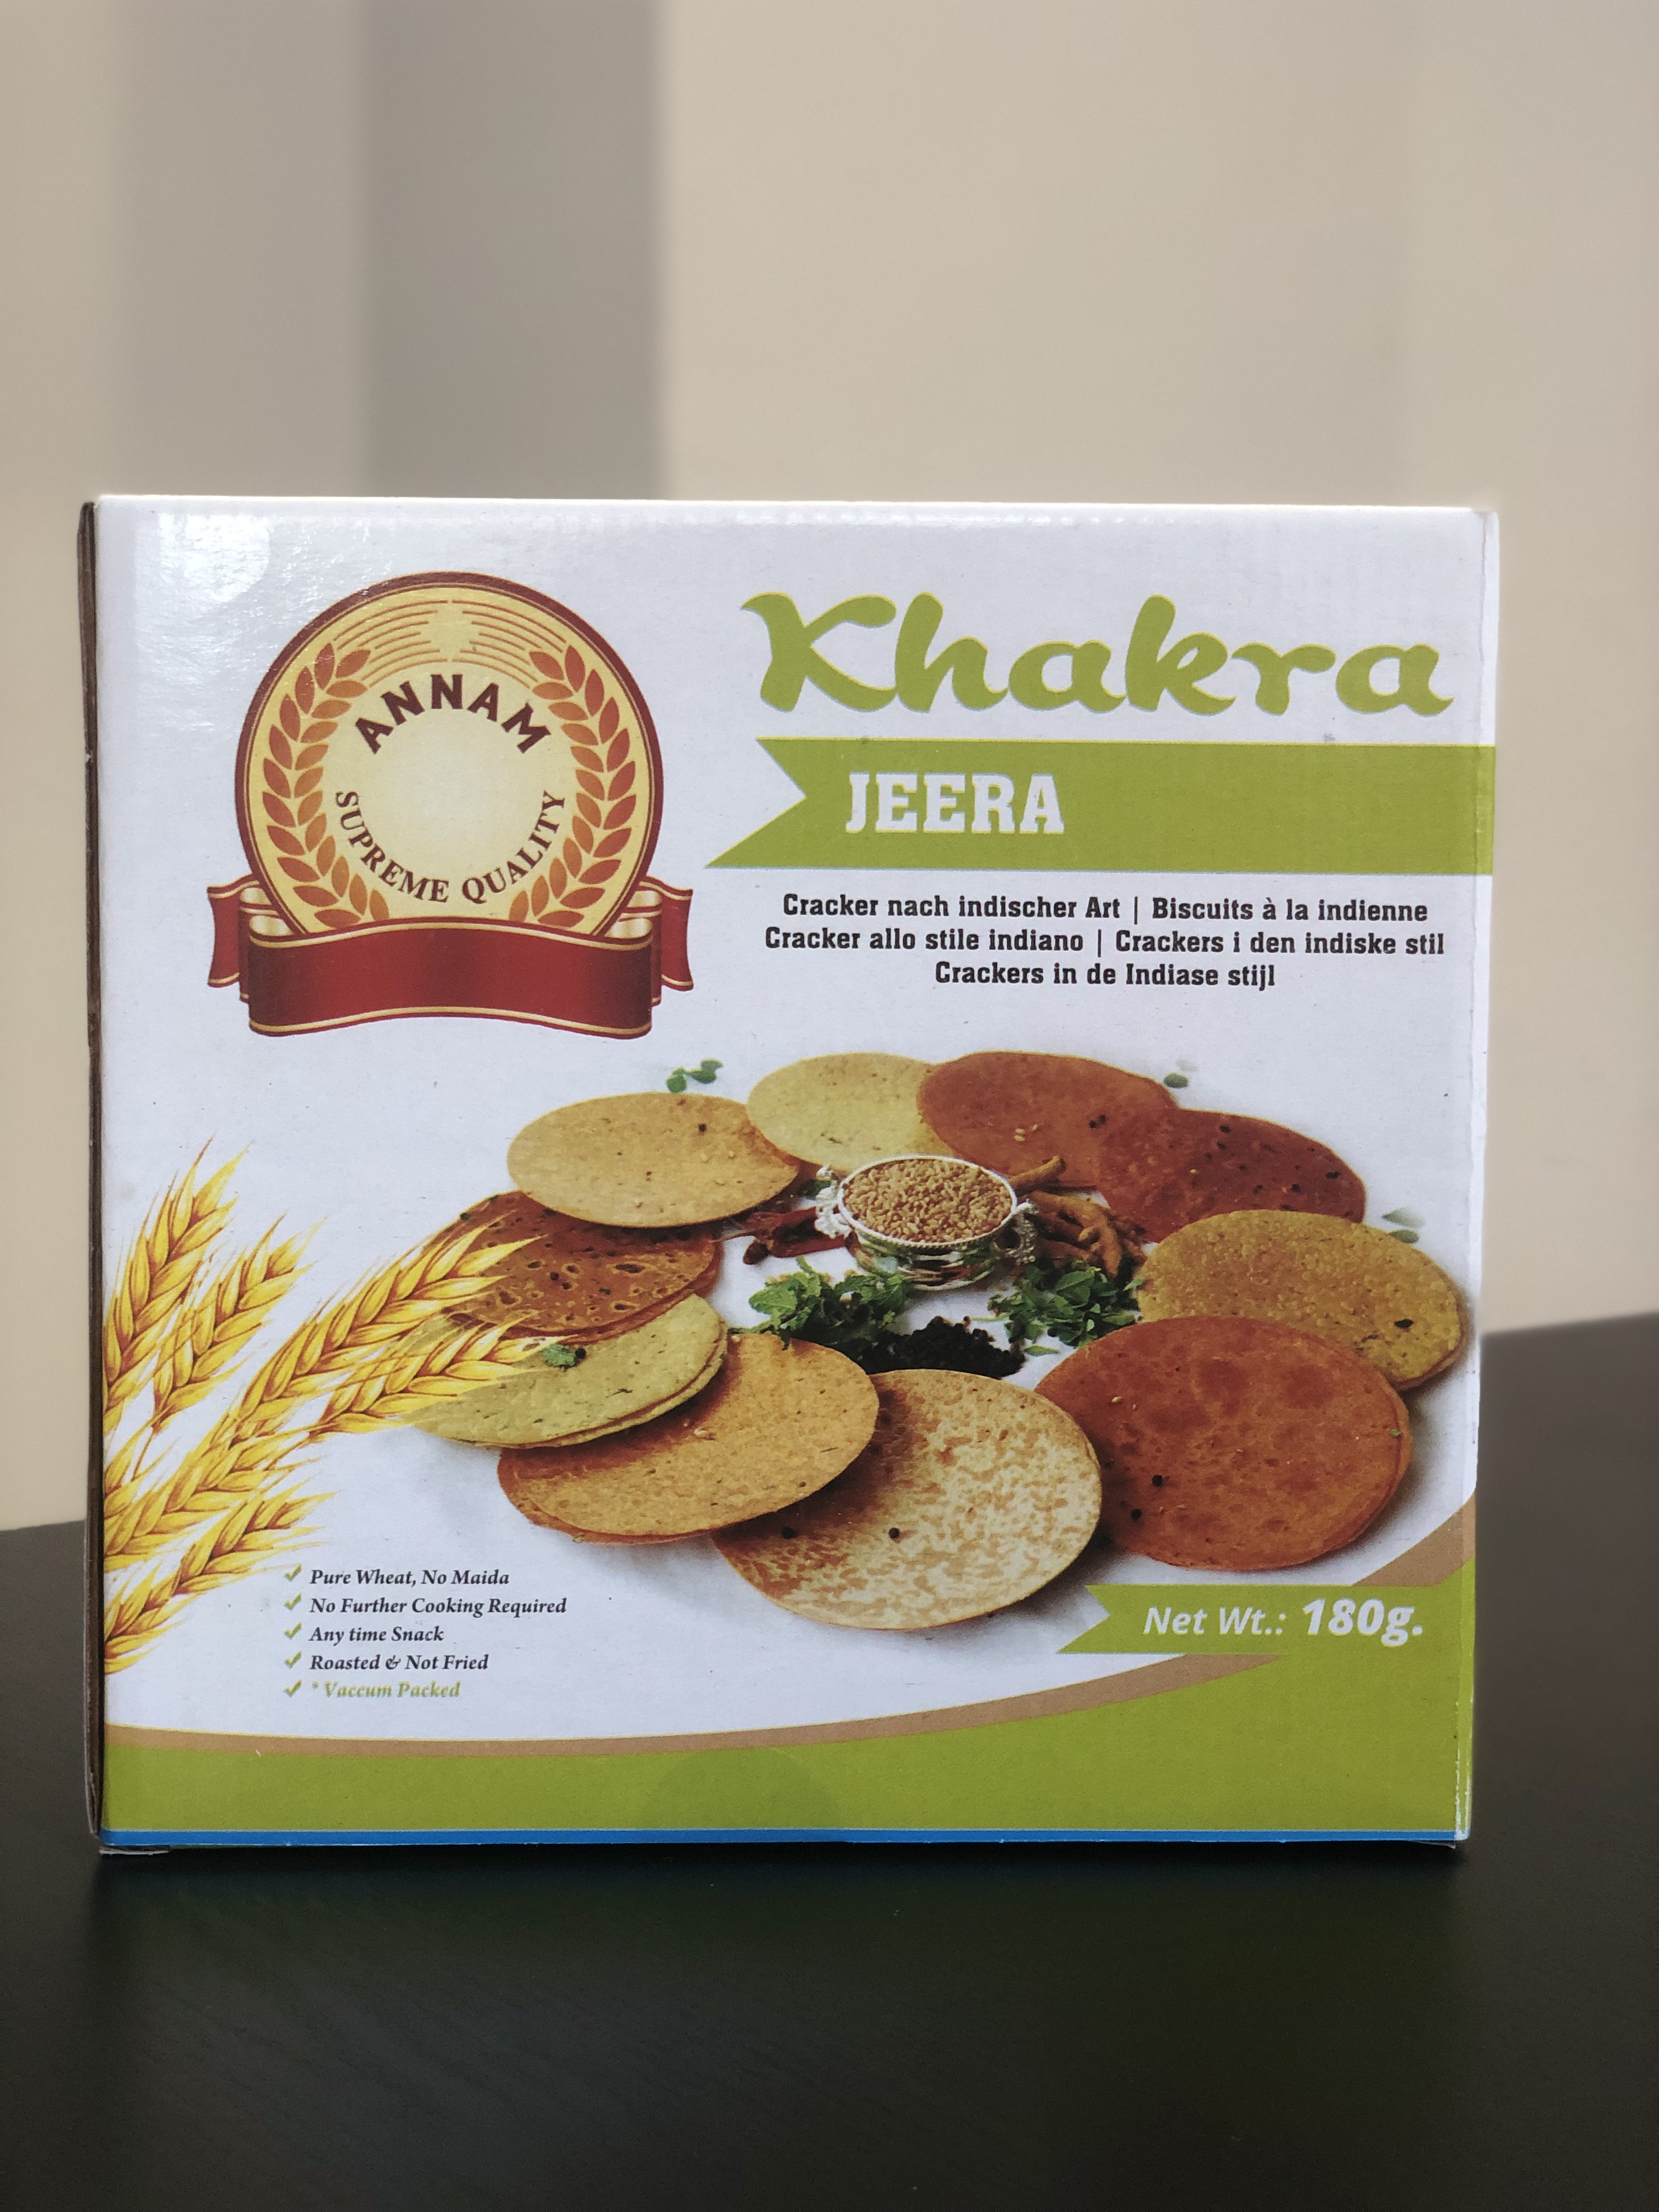 ANNAM
SUPREME QUALITY
Khakra
JEERA
Cracker nach indischer Art | Biscuits à la indienne
Cracker allo stile indiano | Crackers i den indiske stil
Crackers in de Indiase stijl
Pure Wheat, No Maida
No Further Cooking Required
Any time Snack
Roasted & Not Fried
* Vaccum Packed
Net Wt.: 180g.